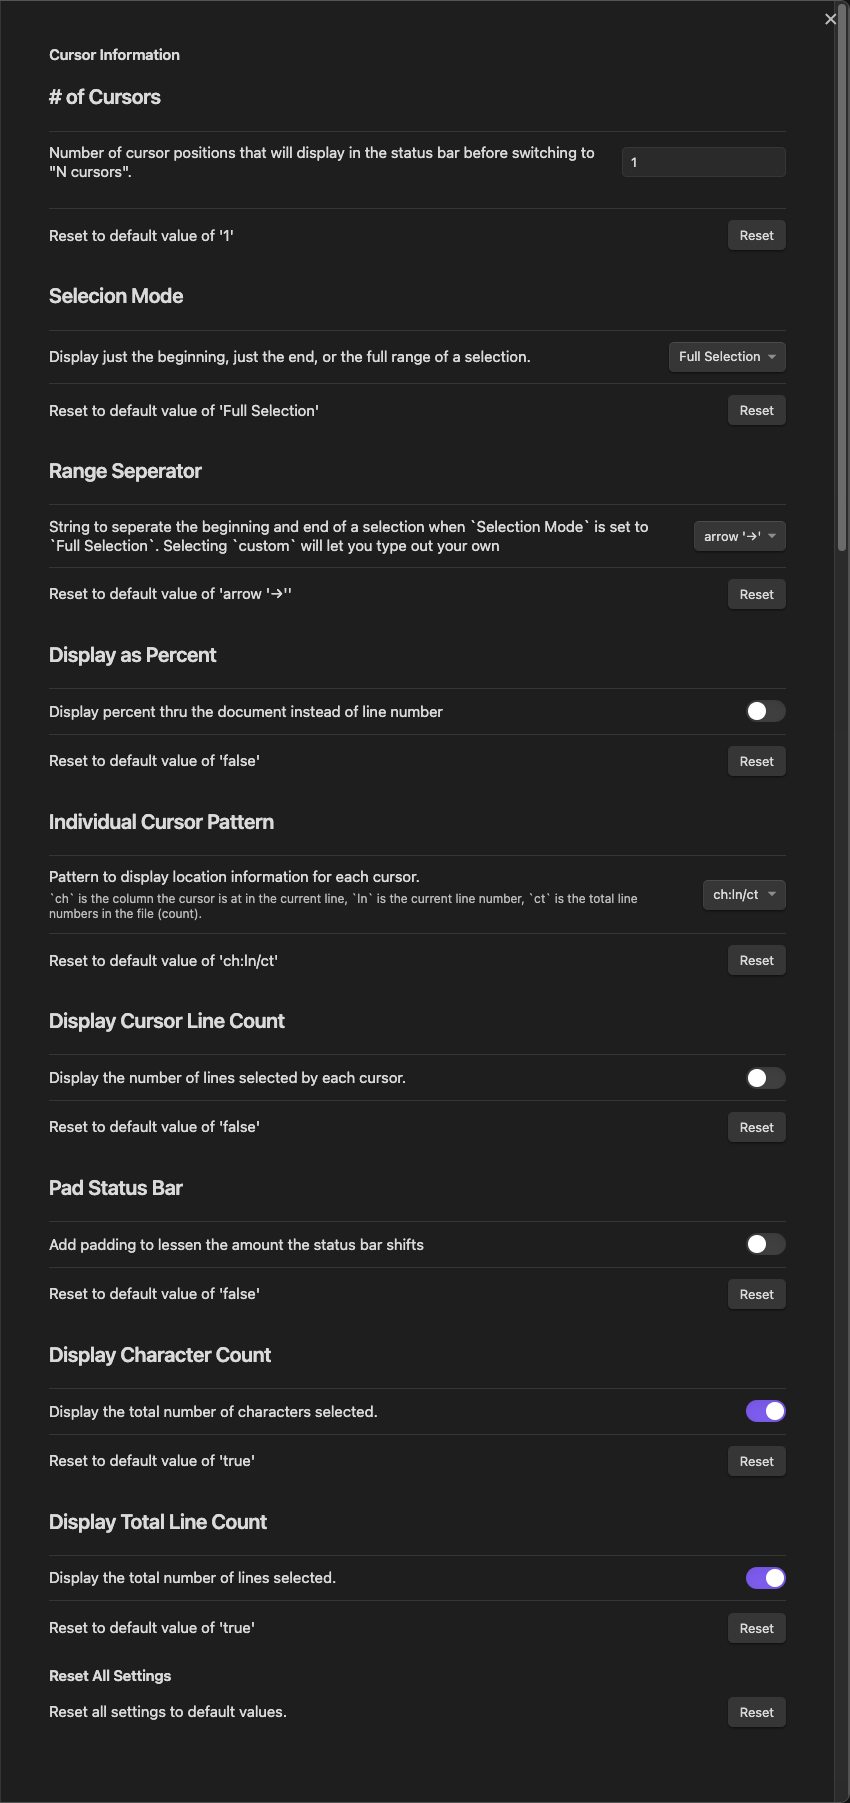 Cursor Information
# of Cursors
Number of cursor positions that will display in the status bar before switching to
"N cursors".
1
Reset to default value of '1'
Reset
Selecion Mode
Display just the beginning, just the end, or the full range of a selection.
Full Selection
Reset to default value of 'Full Selection'
Reset
Range Seperator
String to seperate the beginning and end of a selection when `Selection Mode` is set to
`Full Selection`. Selecting `custom` will let you type out your own
arrow '→'
Reset to default value of 'arrow '→''
Reset
Display as Percent
Display percent thru the document instead of line number
Reset to default value of 'false'
Reset
Individual Cursor Pattern
Pattern to display location information for each cursor.
`ch` is the column the cursor is at in the current line, `ln` is the current line number, `ct` is the total line
numbers in the file (count).
ch:ln/ct
Reset to default value of 'ch:ln/ct'
Reset
Display Cursor Line Count
Display the number of lines selected by each cursor.
Reset to default value of 'false'
Reset
Pad Status Bar
Add padding to lessen the amount the status bar shifts
Reset to default value of 'false'
Reset
Display Character Count
Display the total number of characters selected.
Reset to default value of 'true'
Reset
Display Total Line Count
Display the total number of lines selected.
Reset to default value of 'true'
Reset
Reset All Settings
Reset all settings to default values.
Reset